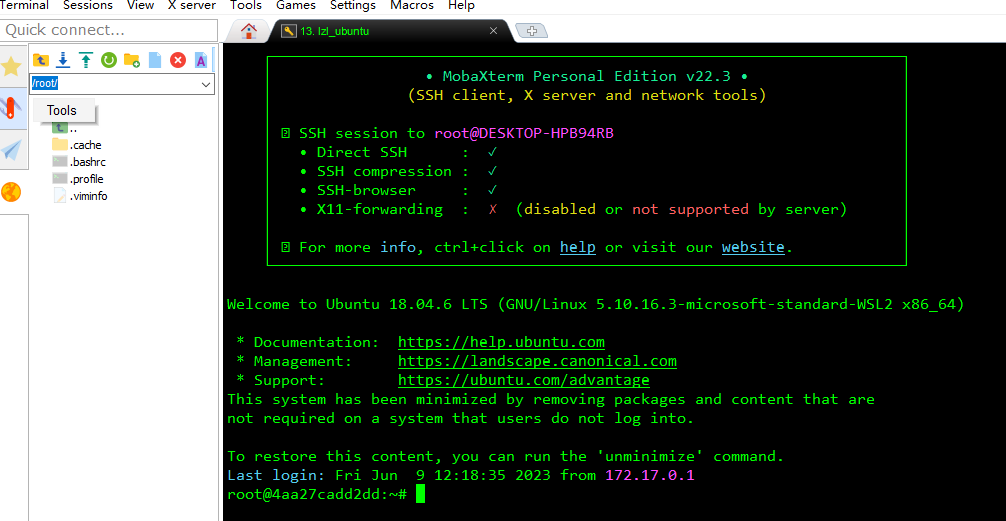 Terminal Sessions View X server Tools Games Settings Macros Help
Quick connect...
13. lzl_ubuntu
/root/
Tools
..
.cache
.bashrc
.profile
.viminfo
• MobaXterm Personal Edition v22.3 •
(SSH client, X server and network tools)
SSH session to root@DESKTOP-HPB94RB
• Direct SSH : ✓
• SSH compression : ✓
• SSH-browser : ✓
• X11-forwarding : ✗ (disabled or not supported by server)
For more info, ctrl+click on help or visit our website.
Welcome to Ubuntu 18.04.6 LTS (GNU/Linux 5.10.16.3-microsoft-standard-WSL2 x86_64)
* Documentation: https://help.ubuntu.com
* Management: https://landscape.canonical.com
* Support: https://ubuntu.com/advantage
This system has been minimized by removing packages and content that are
not required on a system that users do not log into.
To restore this content, you can run the 'unminimize' command.
Last login: Fri Jun 9 12:18:35 2023 from 172.17.0.1
root@4aa27cadd2dd:~#